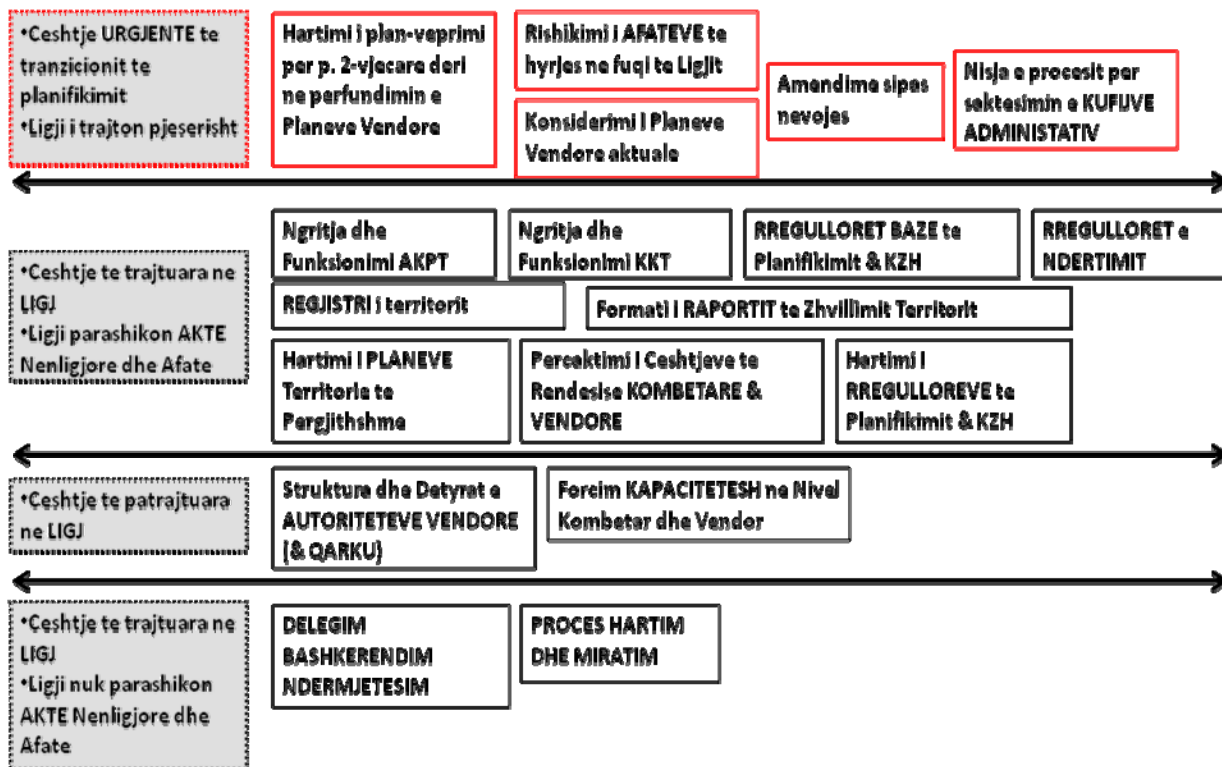 •Ceshtje URGJENTE te
tranzicionit te
planifikimit
•Ligji i trajton pjeserisht
Hartimi i plan-veprimi
per p. 2-vjecare deri
ne perfundimin e
Planeve Vendore
Rishikimi i AFATEVE te
hyrjes ne fuqi te Ligjit
Konsiderimi I Planeve
Vendore aktuale
Amendime sipas
nevojes
Nisja e procesit per
saktesimin e KUFIJVE
ADMINISTATIV
•Ceshtje te trajtuara ne
LIGJ
•Ligji parashikon AKTE
Nenligjore dhe Afate
Ngritja dhe
Funksionimi AKPT
Ngritja dhe
Funksionimi KKT
RREGULLORET BAZE te
Planifikimit & KZH
RREGULLORET e
NDERTIMIT
REGJISTRI i territorit
Formati I RAPORTIT te Zhvillimit Territorit
Hartimi I PLANEVE
Territorie te
Pergjithshme
Percaktimi I Ceshtjeve te
Rendesise KOMBETARE &
VENDORE
Hartimi I
RREGULLOREVE te
Planifikimit & KZH
•Ceshtje te patrajtuara
ne LIGJ
Struktura dhe Detyrat e
AUTORITETEVE VENDORE
(& QARKU)
Forcim KAPACITETESH ne Nivel
Kombetar dhe Vendor
•Ceshtje te trajtuara ne
LIGJ
•Ligji nuk parashikon
AKTE Nenligjore dhe
Afate
DELEGIM
BASHKERENDIM
NDERMJETESIM
PROCES HARTIM
DHE MIRATIM